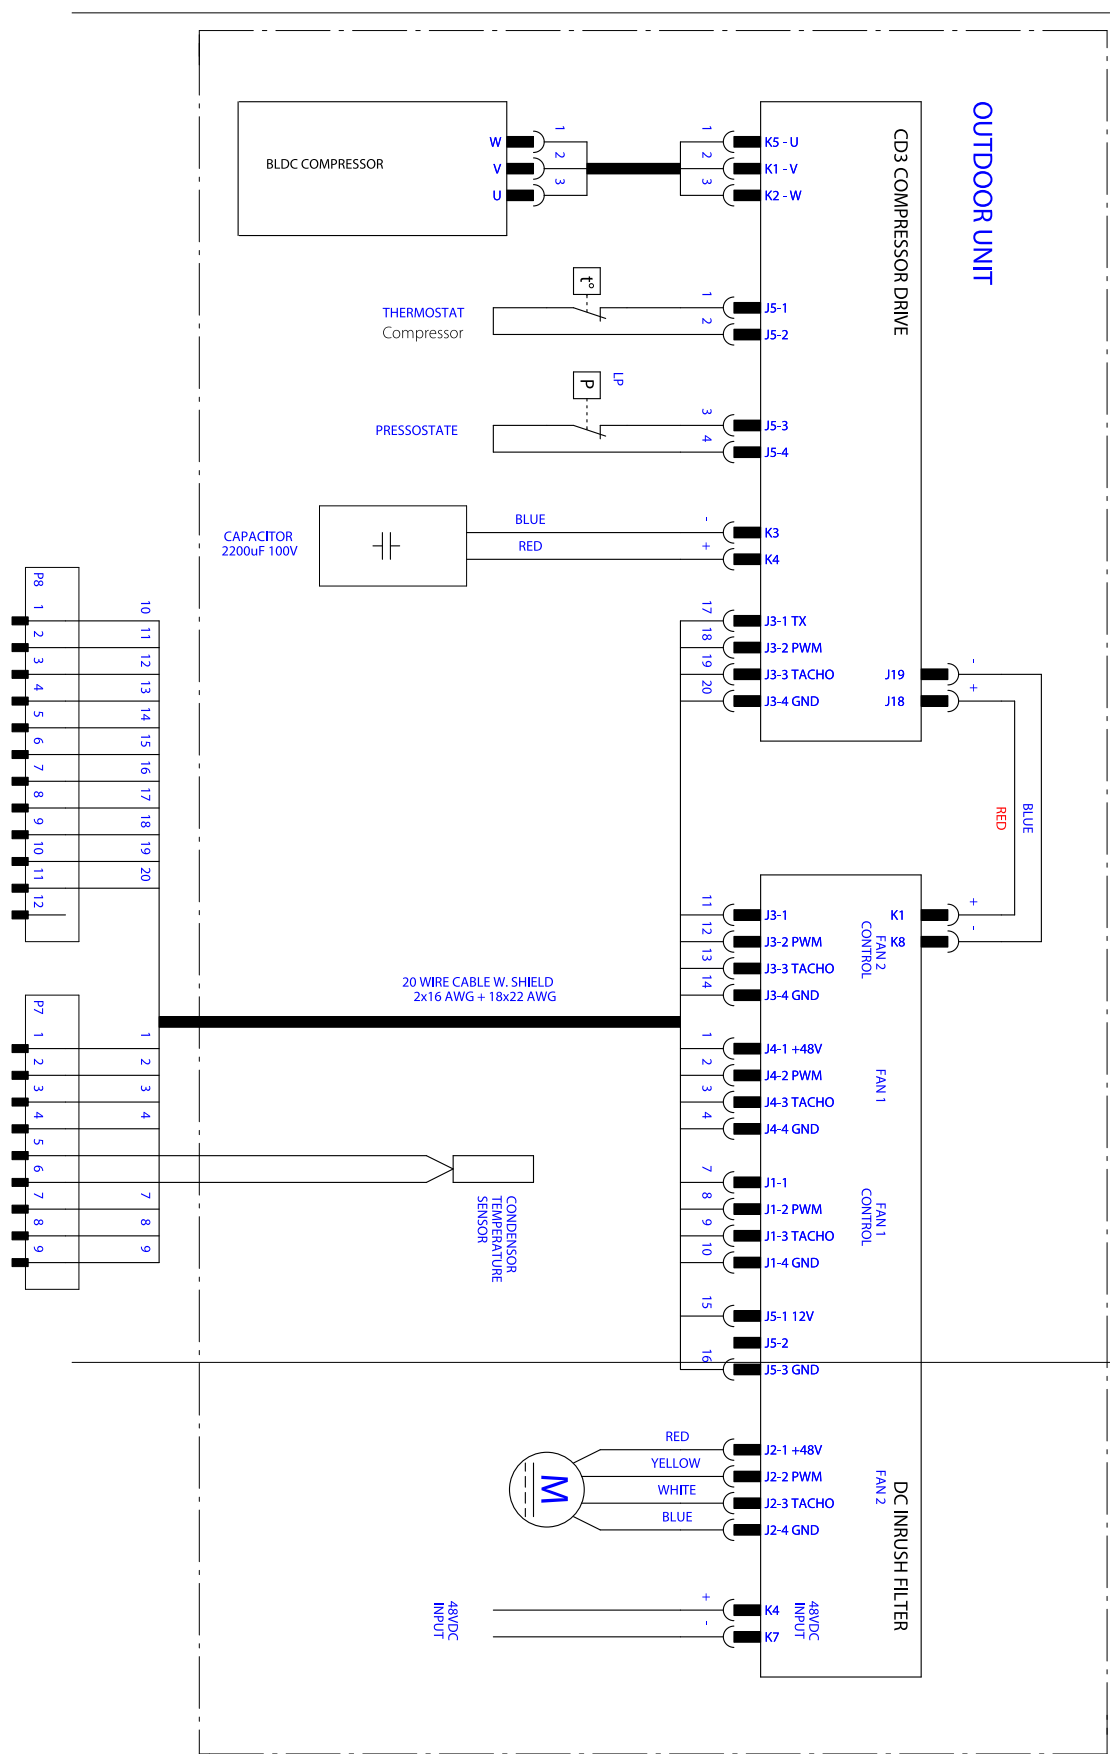 OUTDOOR UNIT
CD3 COMPRESSOR DRIVE
BLDC COMPRESSOR
W
V
U
1
2
3
1
2
3
K5 - U
K1 - V
K2 - W
t°
THERMOSTAT
Compressor
1
2
J5-1
J5-2
LP
P
PRESSOSTATE
3
4
J5-3
J5-4
CAPACITOR
2200uF 100V
BLUE
RED
-
+
K3
K4
17
18
19
20
J3-1 TX
J3-2 PWM
J3-3 TACHO
J3-4 GND
J19
J18
-
+
BLUE
RED
+
-
K1
K8
FAN 2
CONTROL
11
12
13
14
J3-1
J3-2 PWM
J3-3 TACHO
J3-4 GND
20 WIRE CABLE W. SHIELD
2x16 AWG + 18x22 AWG
FAN 1
1
2
3
4
J4-1 +48V
J4-2 PWM
J4-3 TACHO
J4-4 GND
FAN 1
CONTROL
7
8
9
10
J1-1
J1-2 PWM
J1-3 TACHO
J1-4 GND
15
16
J5-1 12V
J5-2
J5-3 GND
DC INRUSH FILTER
FAN 2
RED
YELLOW
WHITE
BLUE
J2-1 +48V
J2-2 PWM
J2-3 TACHO
J2-4 GND
M
48VDC
INPUT
+
-
K4
K7
48VDC
INPUT
P8
1
2
3
4
5
6
7
8
9
10
11
12
10
11
12
13
14
15
16
17
18
19
20
P7
1
2
3
4
5
6
7
8
9
1
2
3
4
7
8
9
CONDENSOR
TEMPERATURE
SENSOR